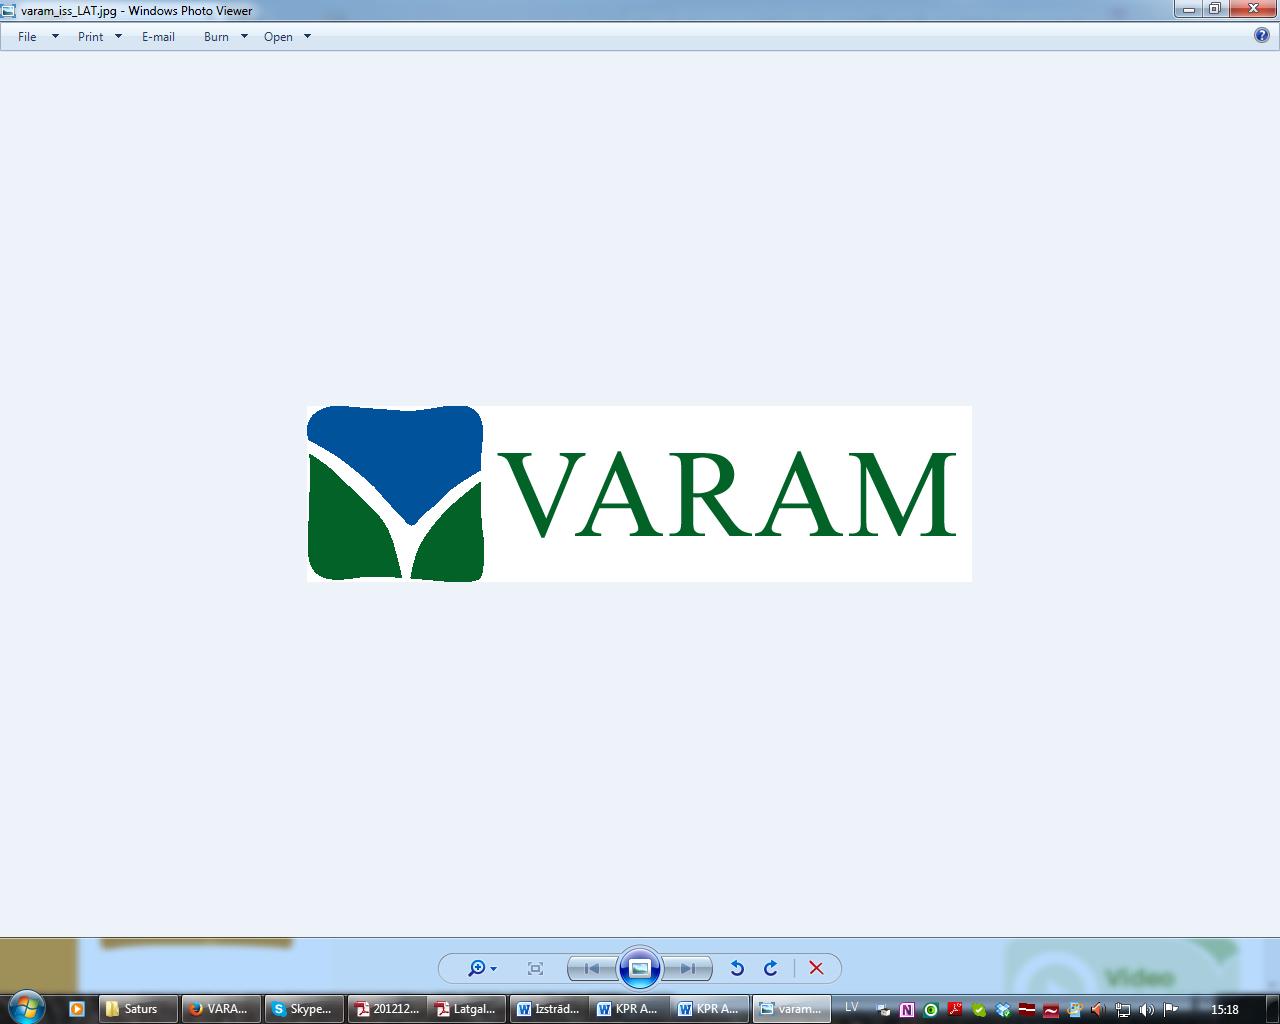 varam_iss_LAT.jpg - Windows Photo Viewer
File Print E-mail Burn Open
VARAM
Video
Saturs VARA... Skype... 201212... Latgal... Izstrād... KPR A... KPR A... varam... LV 15:18